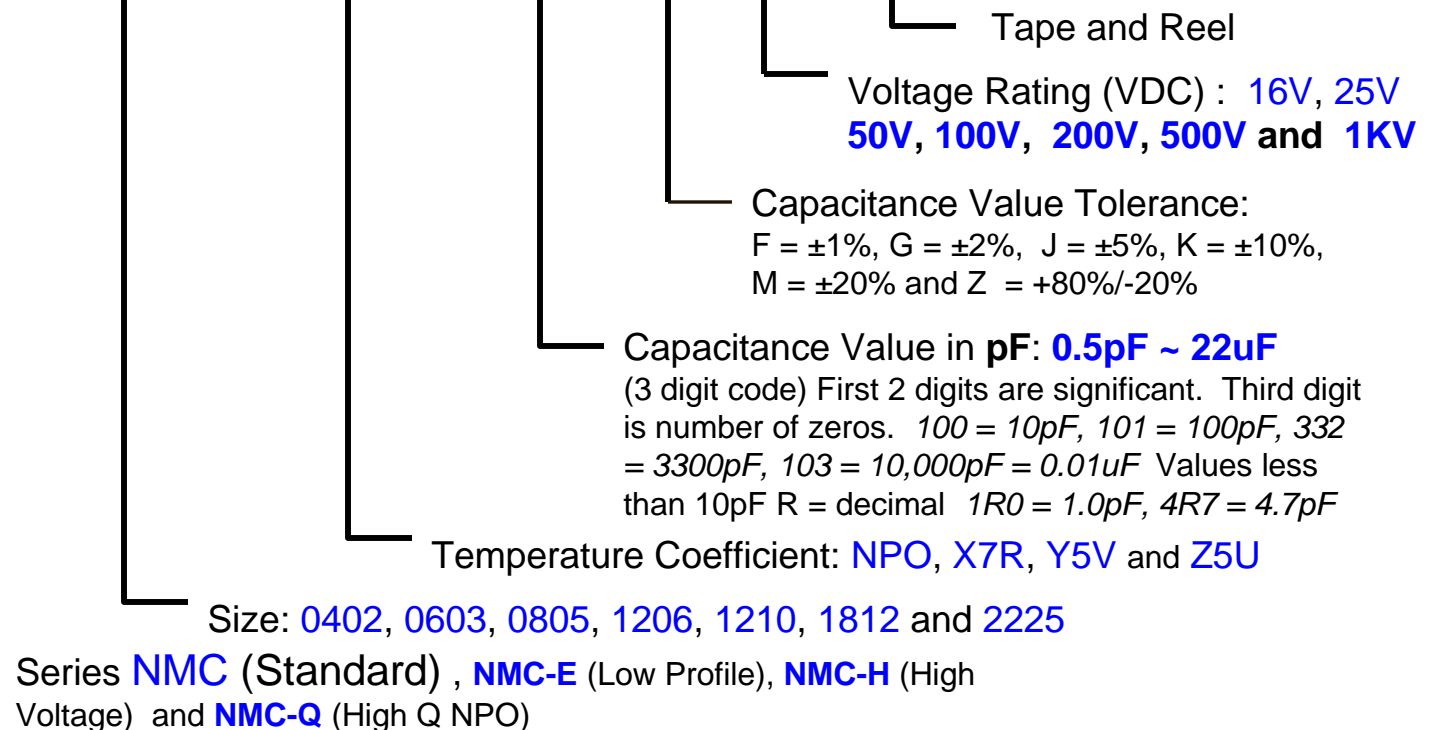 Tape and Reel
Voltage Rating (VDC) : 16V, 25V
50V, 100V, 200V, 500V and 1KV
Capacitance Value Tolerance:
F = ±1%, G = ±2%, J = ±5%, K = ±10%,
M = ±20% and Z = +80%/-20%
Capacitance Value in pF: 0.5pF ~ 22uF
(3 digit code) First 2 digits are significant. Third digit
is number of zeros. 100 = 10pF, 101 = 100pF, 332
= 3300pF, 103 = 10,000pF = 0.01uF Values less
than 10pF R = decimal 1R0 = 1.0pF, 4R7 = 4.7pF
Temperature Coefficient: NPO, X7R, Y5V and Z5U
Size: 0402, 0603, 0805, 1206, 1210, 1812 and 2225
Series NMC (Standard) , NMC-E (Low Profile), NMC-H (High
Voltage) and NMC-Q (High Q NPO)